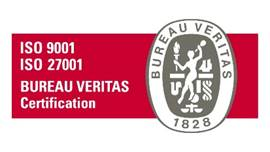 ISO 9001
ISO 27001
BUREAU VERITAS
Certification
BUREAU VERITAS
1828